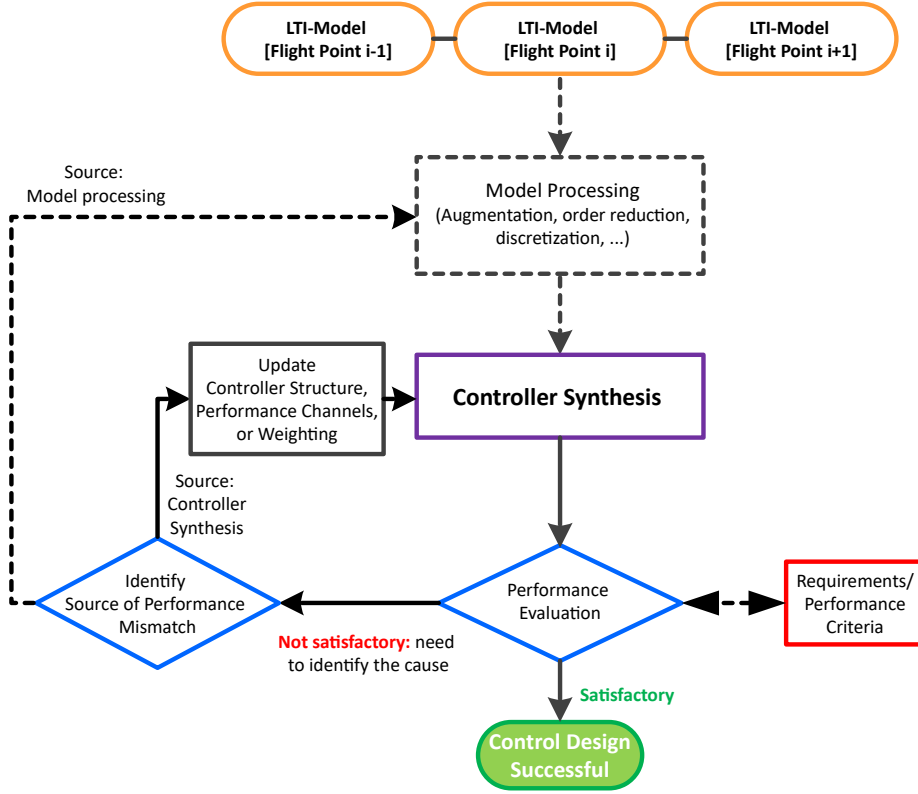 LTI-Model
[Flight Point i-1]
LTI-Model
[Flight Point i]
LTI-Model
[Flight Point i+1]
Source:
Model processing
Model Processing
(Augmentation, order reduction,
discretization, ...)
Update
Controller Structure,
Performance Channels,
or Weighting
Controller Synthesis
Source:
Controller
Synthesis
Identify
Source of Performance
Mismatch
Performance
Evaluation
Requirements/
Performance
Criteria
Not satisfactory: need
to identify the cause
Satisfactory
Control Design
Successful